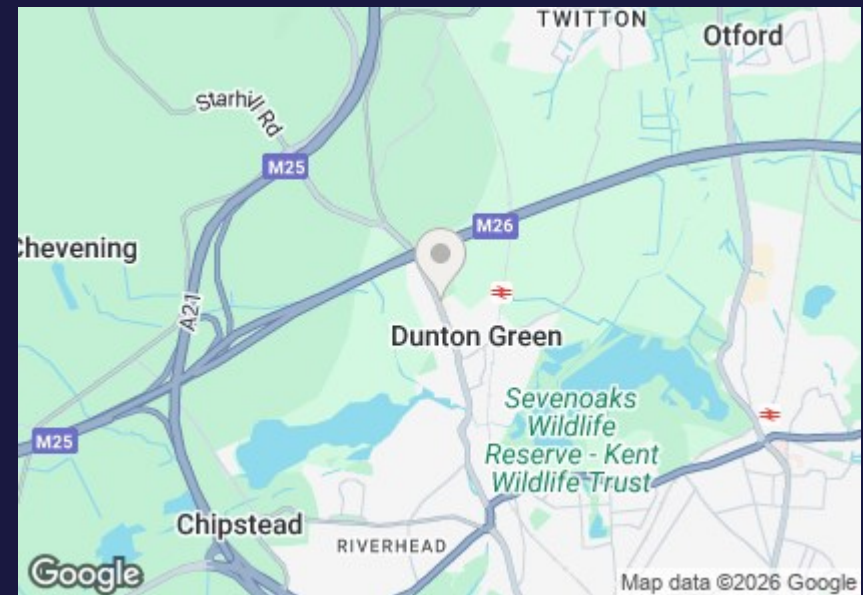 TWITTON
Otford
Starhill Rd
M25
M26
Chevening
A21
Dunton Green
Sevenoaks
Wildlife
Reserve - Kent
Wildlife Trust
M25
Chipstead
RIVERHEAD
Google
Map data ©2026 Google